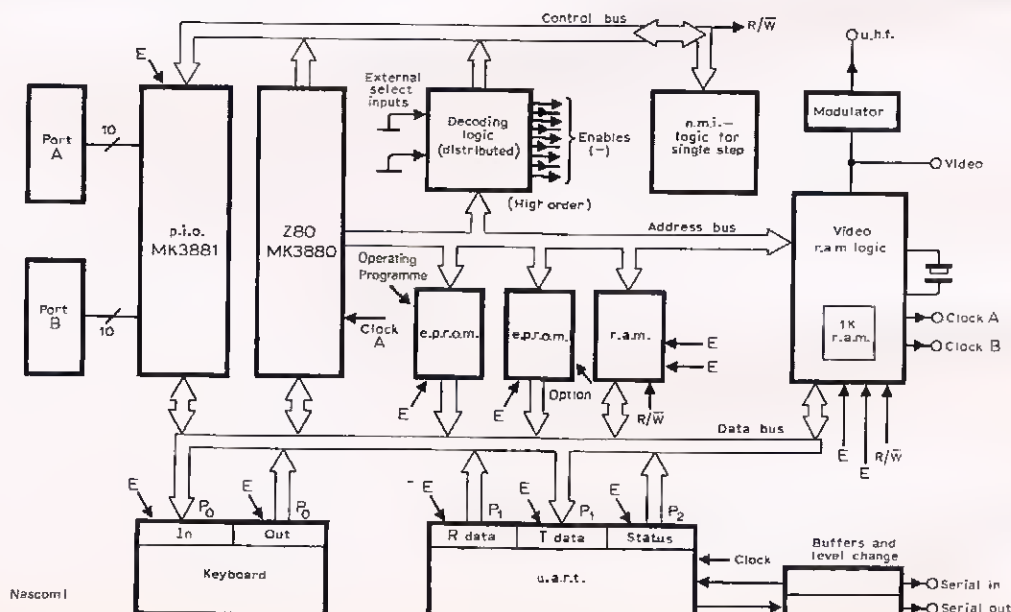 Control bus
R/W̅
u.h.f.
E
External
select
inputs
Modulator
Port
A
10
Decoding
logic
(distributed)
Enables
(–)
n.m.i.–
logic for
single step
Video
(High order)
p.i.o.
MK3881
Z80
MK3880
Address bus
Video
r.a.m logic
Operating
Programme
Port
B
10
Clock
A
e.p.r.o.m.
e.p.r.o.m.
r.a.m.
E
E
1K
r.a.m.
Clock A
Clock B
E
E
Option
R/W̅
Data bus
E
E
R/W̅
E
P0
E
P0
E
P1
E
P1
E
P2
In
Out
R data
T data
Status
Buffers and
level change
Keyboard
u.a.r.t.
Clock
Serial in
Serial out
Nascom I